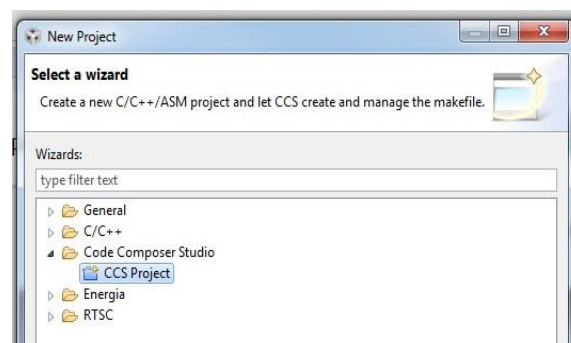 New Project
Select a wizard
Create a new C/C++/ASM project and let CCS create and manage the makefile.
Wizards:
type filter text
General
C/C++
Code Composer Studio
CCS Project
Energia
RTSC